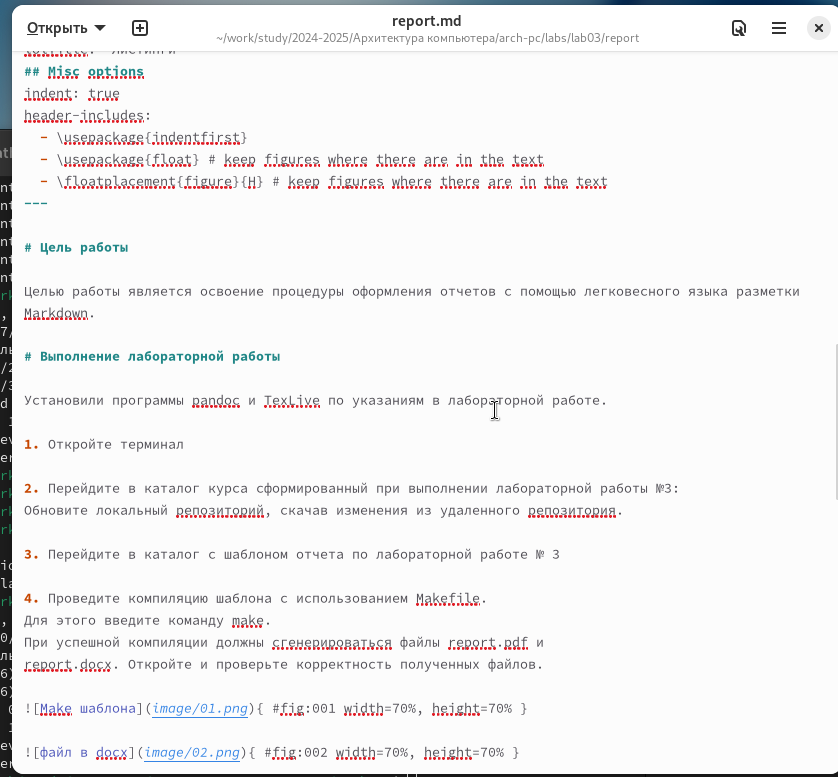 Открыть
report.md
~/work/study/2024-2025/Архитектура компьютера/arch-pc/labs/lab03/report
## Misc options
indent: true
header-includes:
- \usepackage{indentfirst}
- \usepackage{float} # keep figures where there are in the text
- \floatplacement{figure}{H} # keep figures where there are in the text
---
# Цель работы
Целью работы является освоение процедуры оформления отчетов с помощью легковесного языка разметки
Markdown.
# Выполнение лабораторной работы
Установили программы pandoc и TexLive по указаниям в лабораторной работе.
1. Откройте терминал
2. Перейдите в каталог курса сформированный при выполнении лабораторной работы №3:
Обновите локальный репозиторий, скачав изменения из удаленного репозитория.
3. Перейдите в каталог с шаблоном отчета по лабораторной работе № 3
4. Проведите компиляцию шаблона с использованием Makefile.
Для этого введите команду make.
При успешной компиляции должны сгенерироваться файлы report.pdf и
report.docx. Откройте и проверьте корректность полученных файлов.
![Make шаблона](image/01.png){ #fig:001 width=70%, height=70% }
![файл в docx](image/02.png){ #fig:002 width=70%, height=70% }